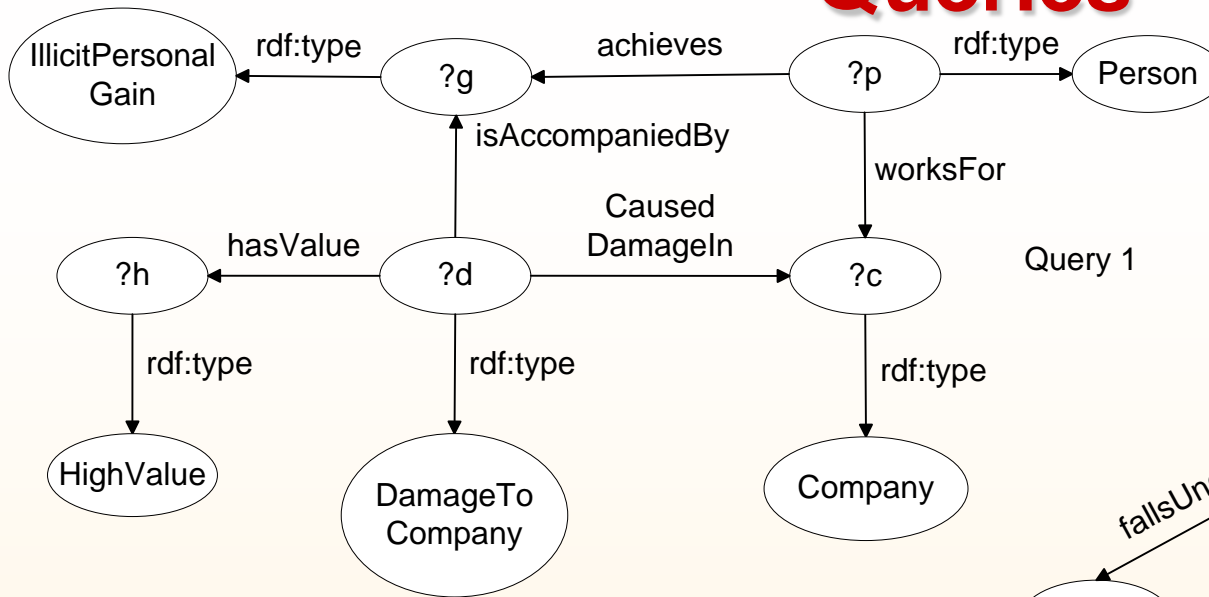 Queries
IllicitPersonal
Gain
rdf:type
?g
achieves
?p
rdf:type
Person
isAccompaniedBy
worksFor
Caused
DamageIn
hasValue
?h
?d
?c
Query 1
rdf:type
rdf:type
rdf:type
HighValue
DamageTo
Company
Company